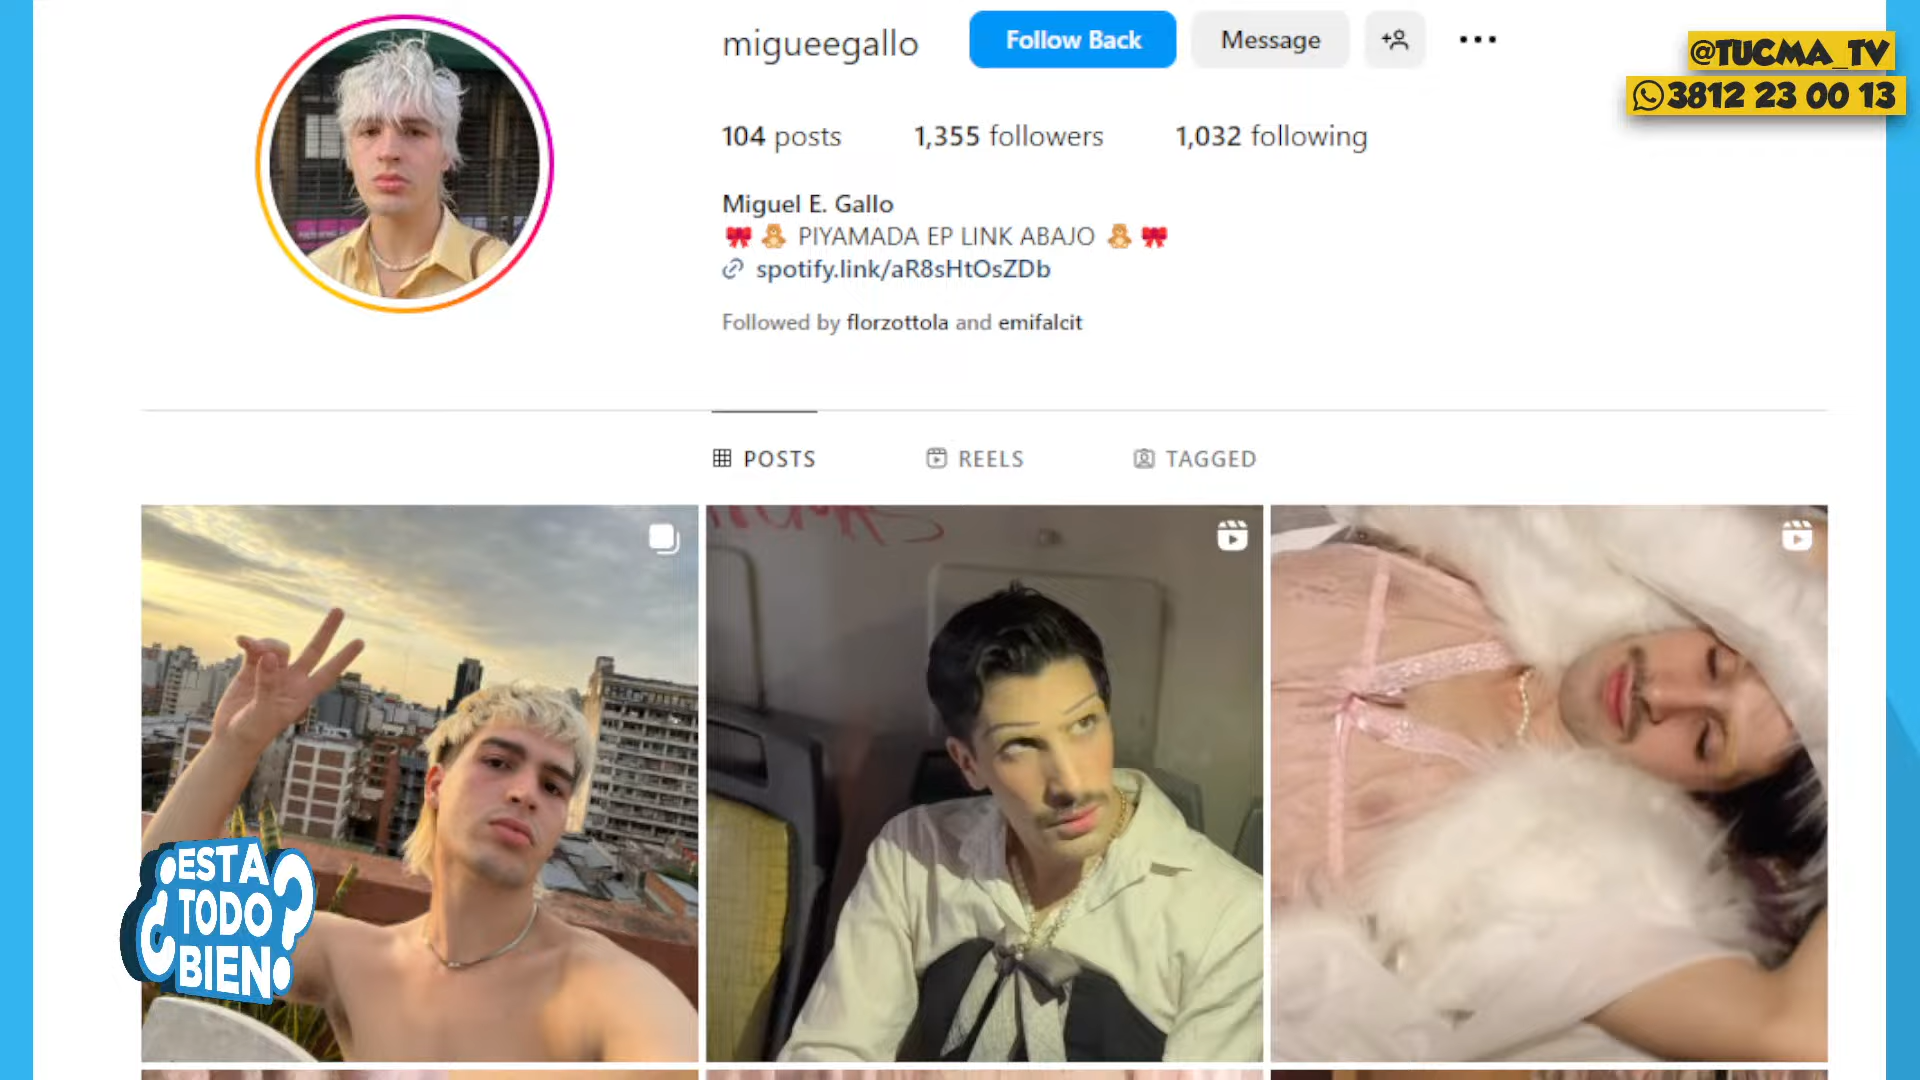 migueegallo
Follow Back
Message
@TUCMA_TV
3812 23 00 13
104 posts
1,355 followers
1,032 following
Miguel E. Gallo
🎀 🧸 PIYAMADA EP LINK ABAJO 🧸 🎀
spotify.link/aR8sHtOsZDb
Followed by florzottola and emifalcit
POSTS
REELS
TAGGED
¿ESTA
TODO
BIEN?